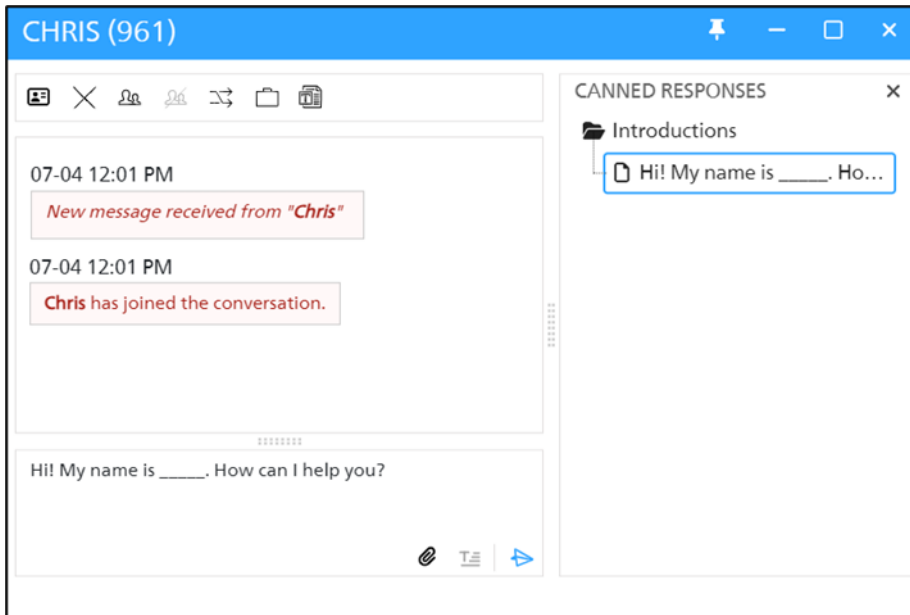 CHRIS (961)
07-04 12:01 PM
New message received from "Chris"
07-04 12:01 PM
Chris has joined the conversation.
Hi! My name is _____. How can I help you?
CANNED RESPONSES
Introductions
Hi! My name is _____. Ho...